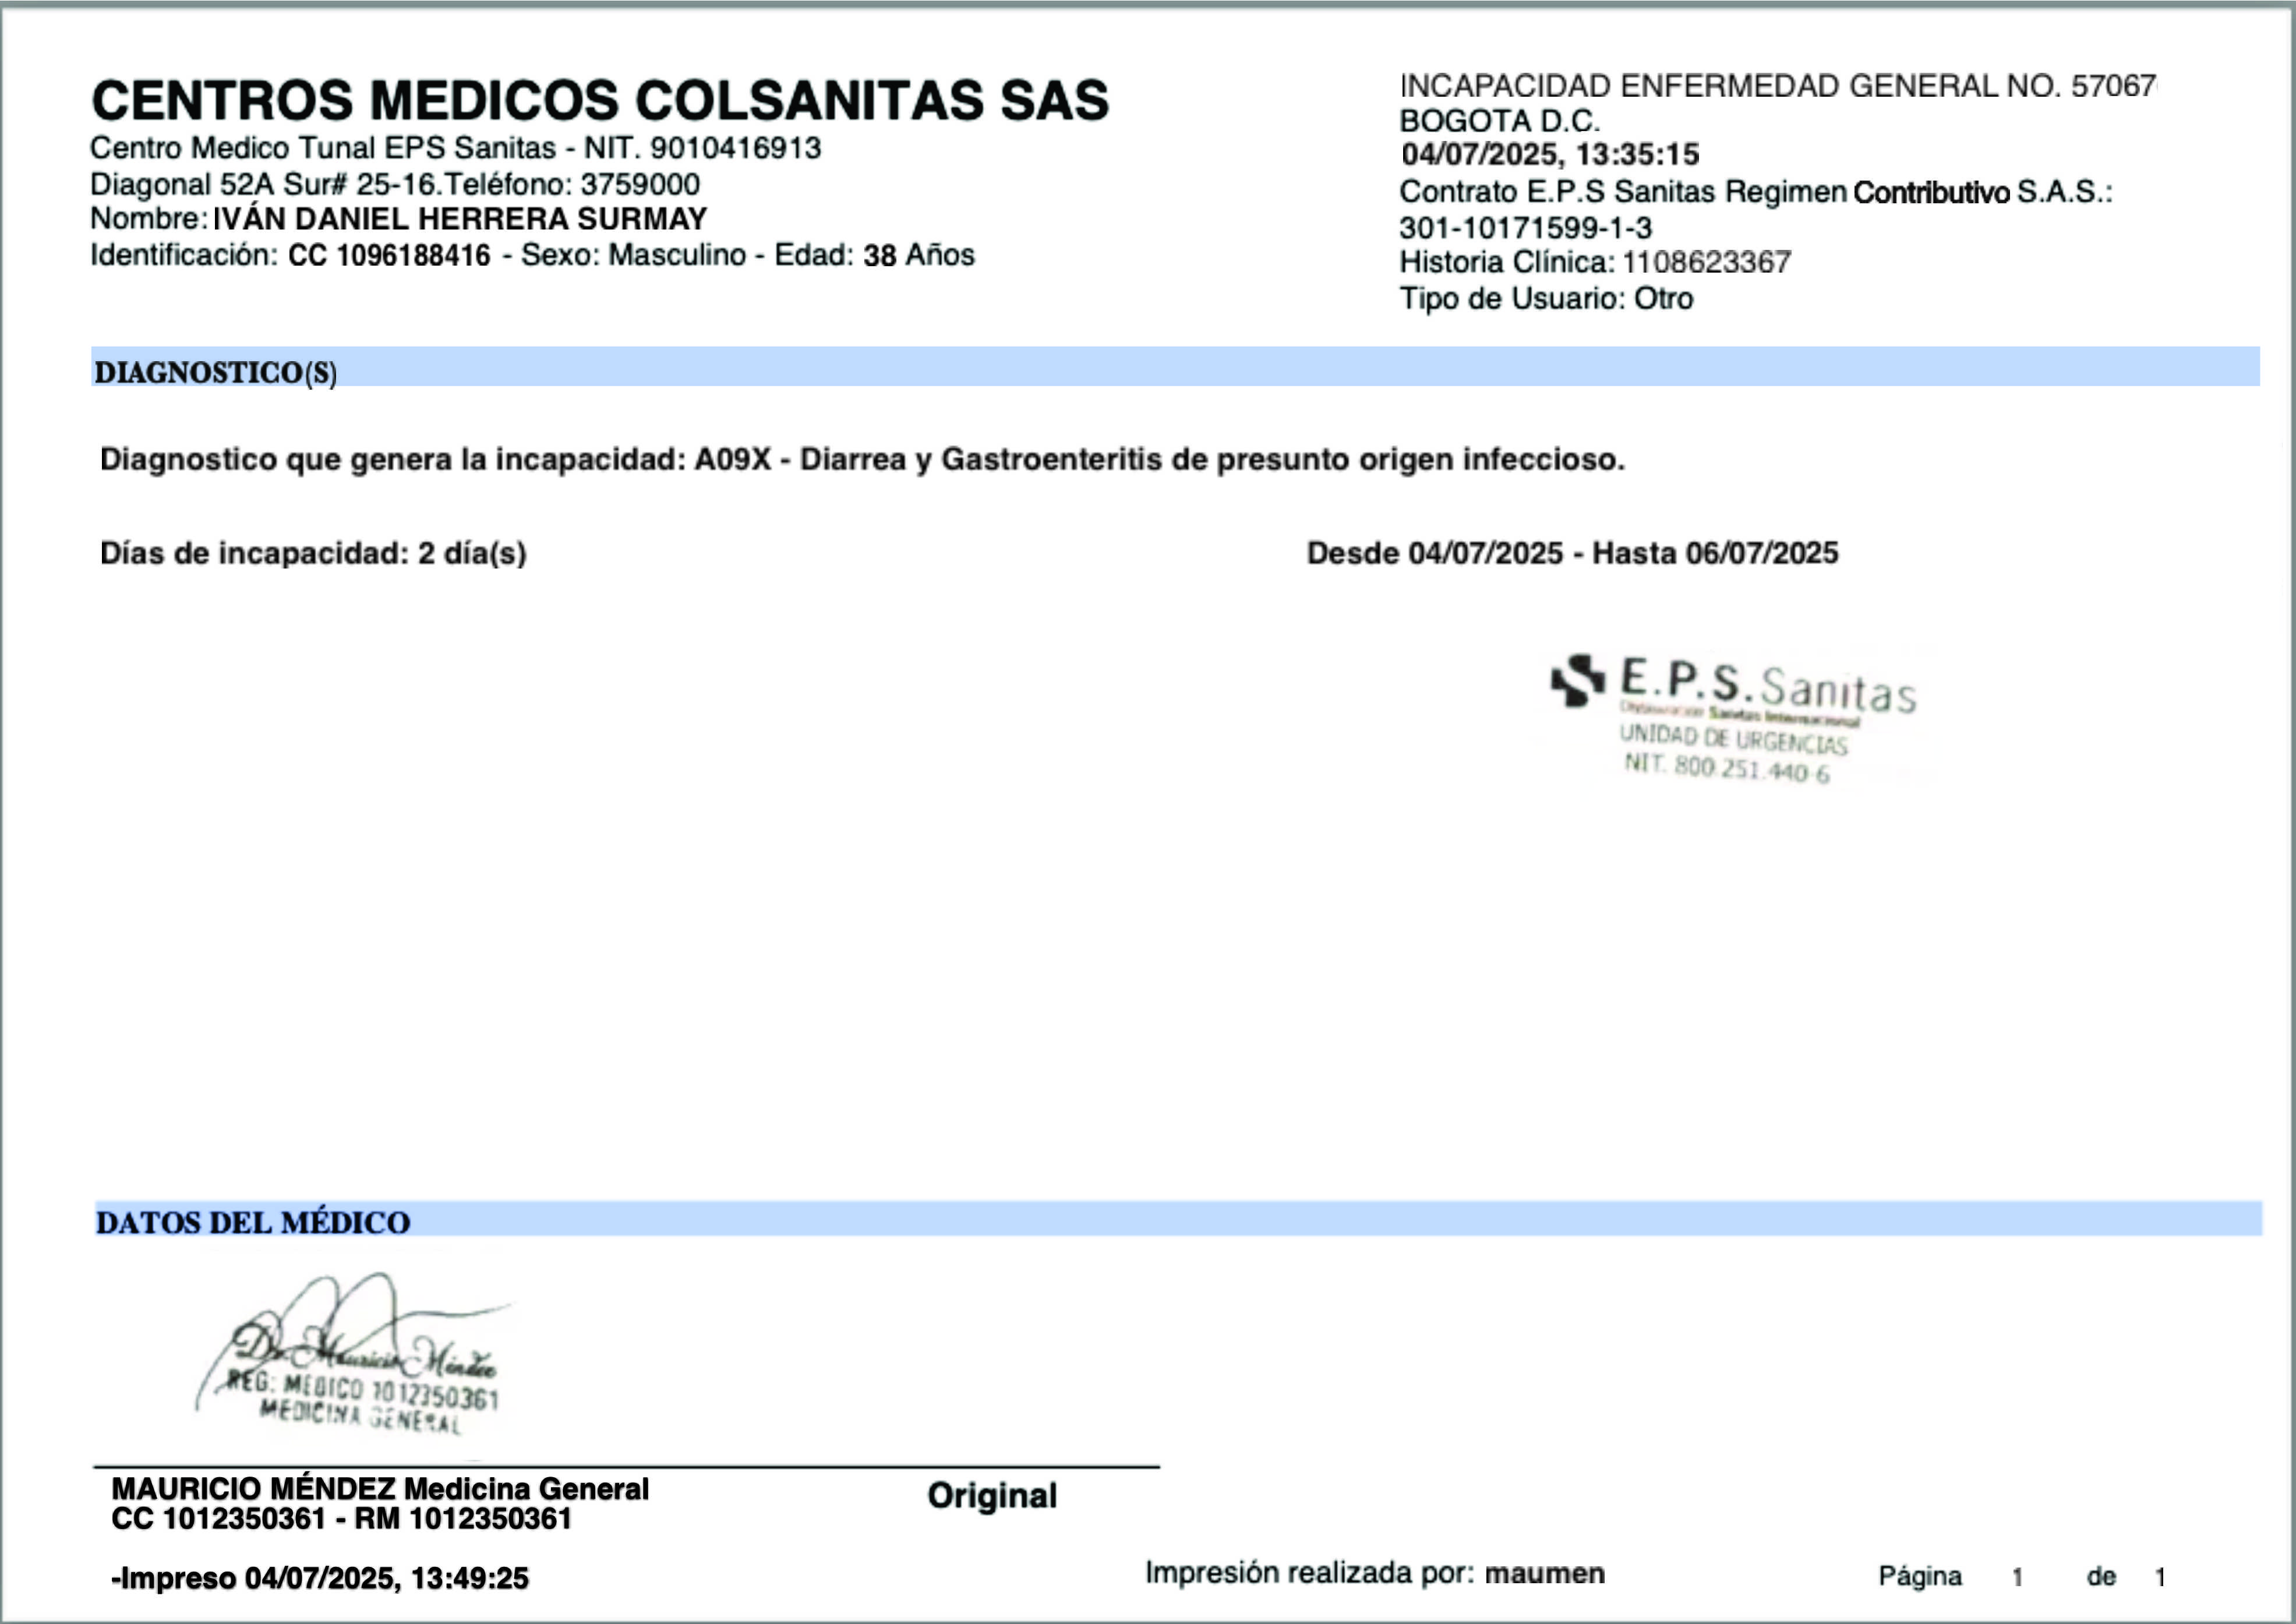 CENTROS MEDICOS COLSANITAS SAS
Centro Medico Tunal EPS Sanitas - NIT. 9010416913
Diagonal 52A Sur# 25-16.Teléfono: 3759000
Nombre: IVÁN DANIEL HERRERA SURMAY
Identificación: CC 1096188416 - Sexo: Masculino - Edad: 38 Años
INCAPACIDAD ENFERMEDAD GENERAL NO. 57067
BOGOTA D.C.
04/07/2025, 13:35:15
Contrato E.P.S Sanitas Regimen Contributivo S.A.S.:
301-10171599-1-3
Historia Clínica: 1108623367
Tipo de Usuario: Otro
DIAGNOSTICO(S)
Diagnostico que genera la incapacidad: A09X - Diarrea y Gastroenteritis de presunto origen infeccioso.
Días de incapacidad: 2 día(s)
Desde 04/07/2025 - Hasta 06/07/2025
E.P.S. Sanitas
Sanitas Internacional
UNIDAD DE URGENCIAS
NIT. 800.251.440-6
DATOS DEL MÉDICO
Dr. Mauricio Méndez
REG: MEDICO 1012350361
MEDICINA GENERAL
MAURICIO MÉNDEZ Medicina General
CC 1012350361 - RM 1012350361
Original
-Impreso 04/07/2025, 13:49:25
Impresión realizada por: maumen
Página 1 de 1